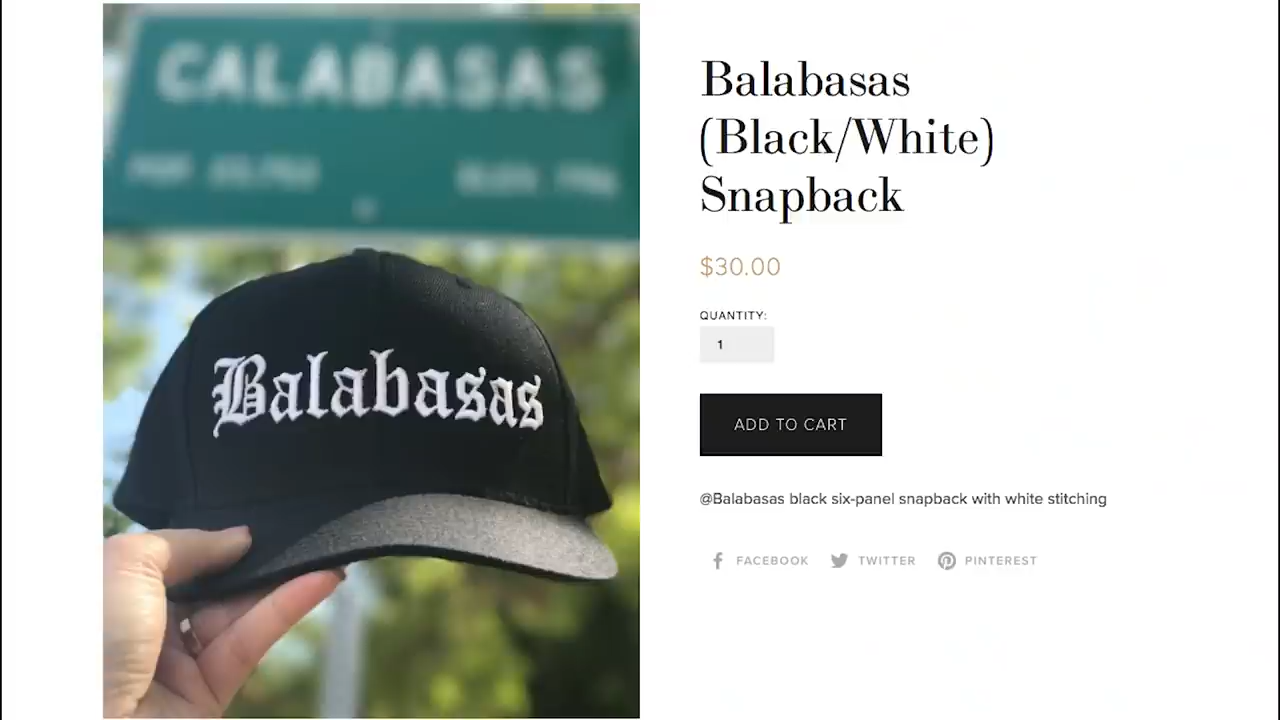 CALABASAS
Balabasas
Balabasas
(Black/White)
Snapback
$30.00
QUANTITY:
1
ADD TO CART
@Balabasas black six-panel snapback with white stitching
FACEBOOK TWITTER PINTEREST